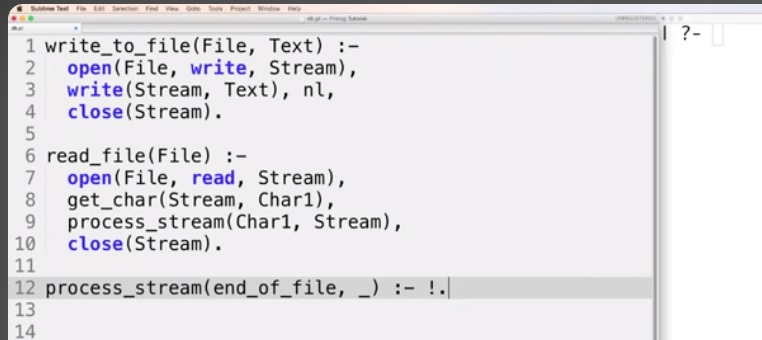 Sublime Text File Edit Selection Find View Goto Tools Project Window Help
db.pl — Prolog Tutorial
UNREGISTERED
db.pl
1 write_to_file(File, Text) :-
2 open(File, write, Stream),
3 write(Stream, Text), nl,
4 close(Stream).
5
6 read_file(File) :-
7 open(File, read, Stream),
8 get_char(Stream, Char1),
9 process_stream(Char1, Stream),
10 close(Stream).
11
12 process_stream(end_of_file, _) :- !.
13
14
| ?-